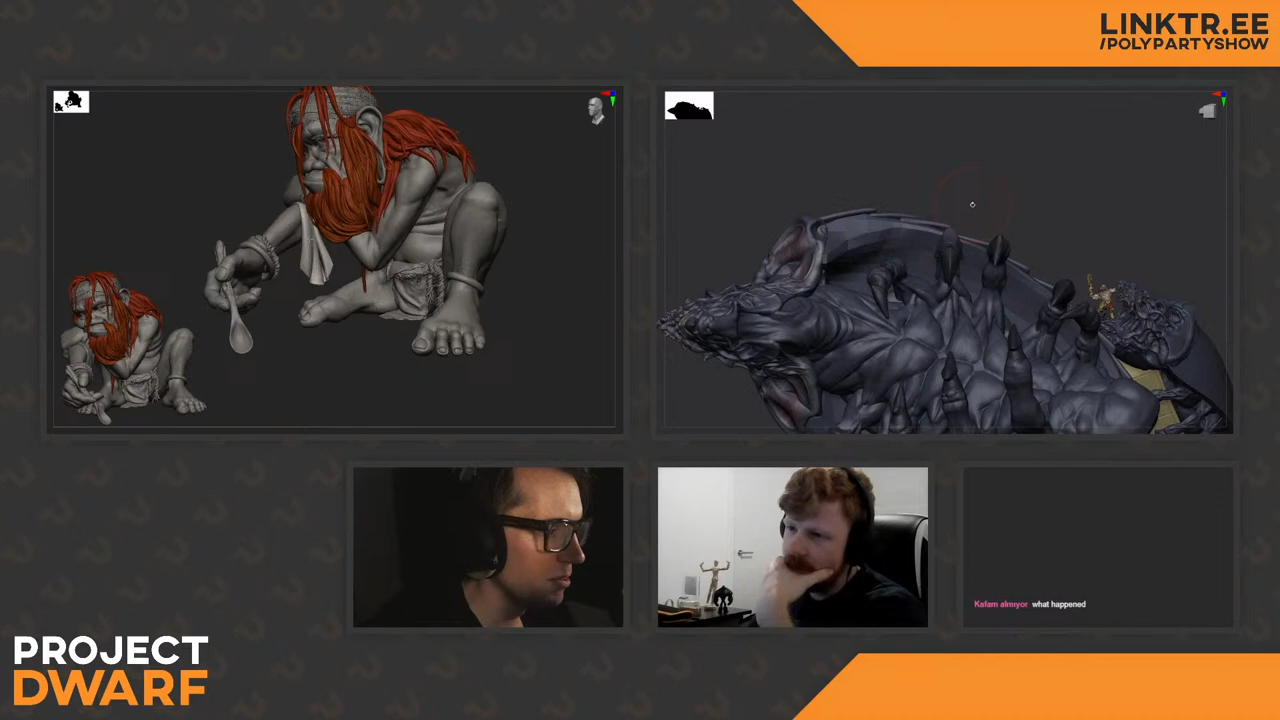 LINKTR.EE
/POLYPARTYSHOW
Kafam almıyor what happened
PROJECT
DWARF